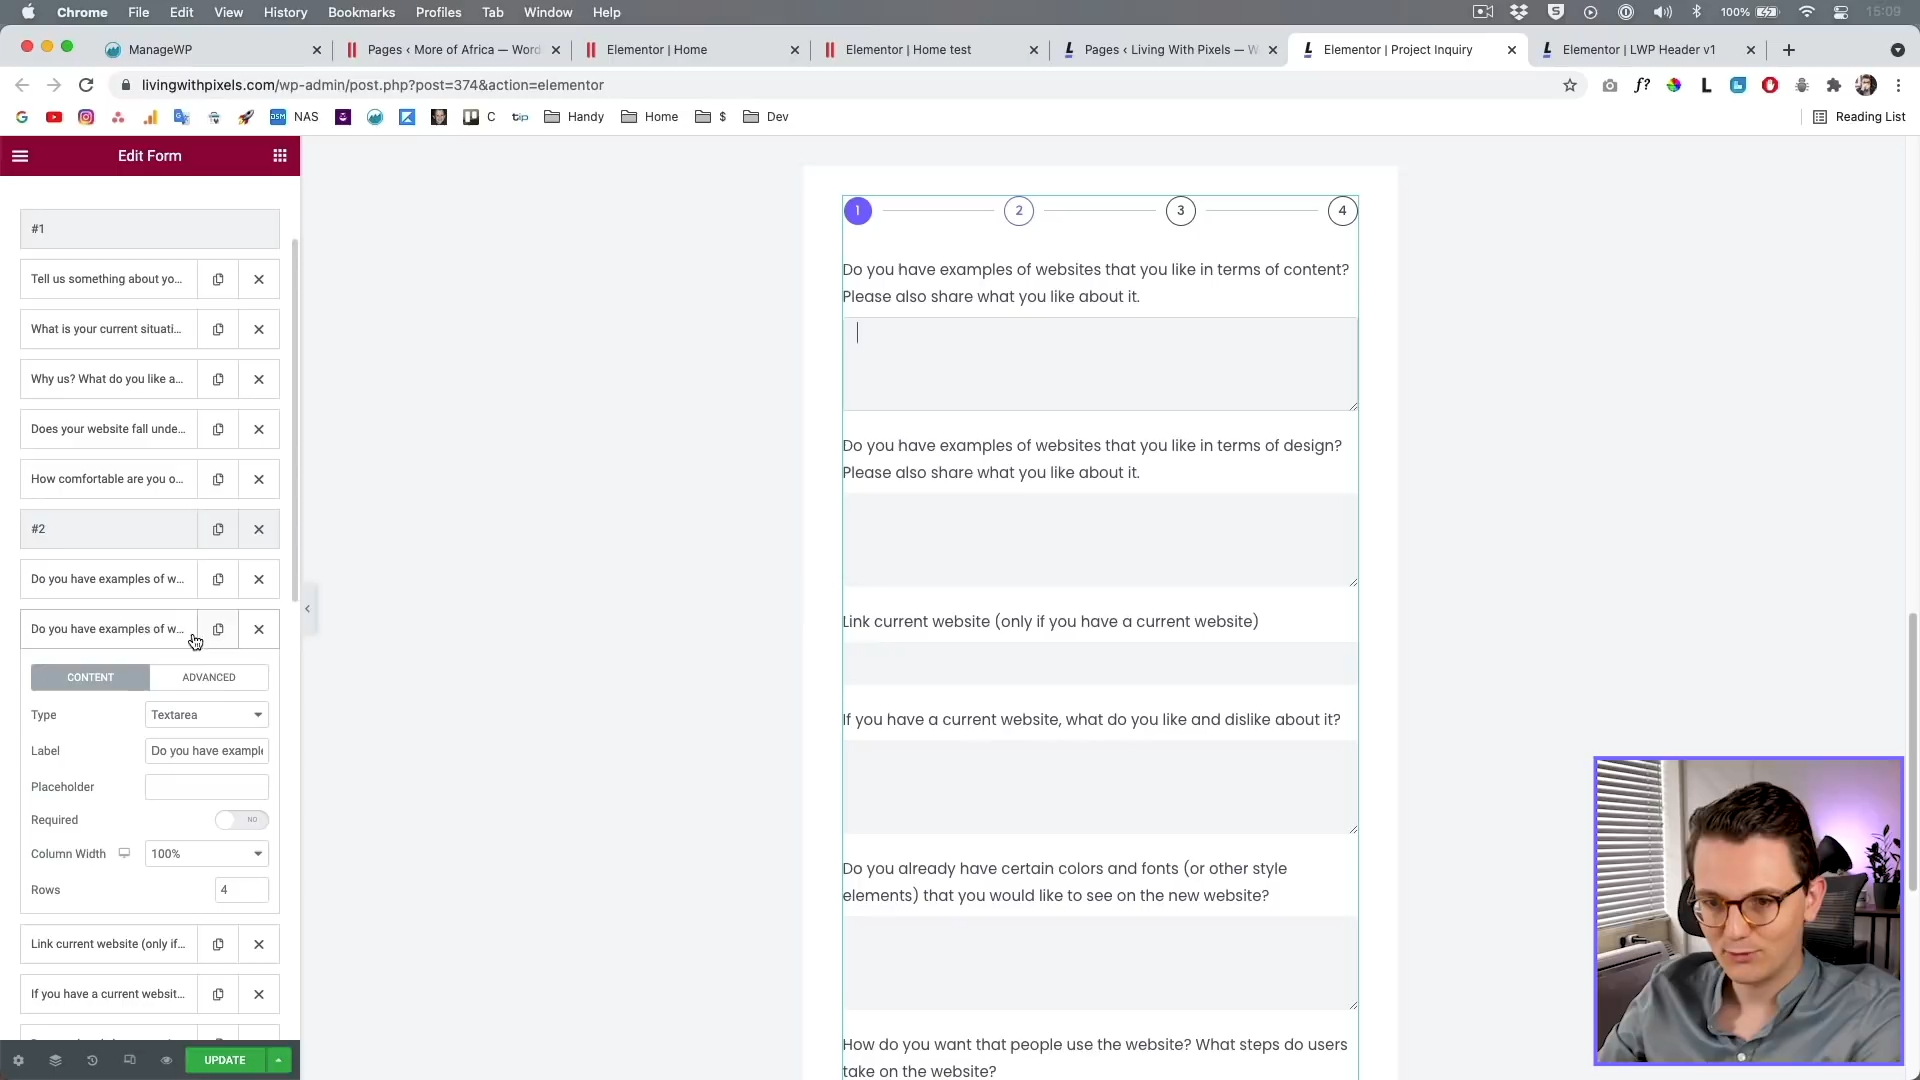 Chrome File Edit View History Bookmarks Profiles Tab Window Help 100% 15:09
ManageWP
Pages ‹ More of Africa — Word
Elementor | Home
Elementor | Home test
Pages ‹ Living With Pixels — W
Elementor | Project Inquiry
Elementor | LWP Header v1
livingwithpixels.com/wp-admin/post.php?post=374&action=elementor
NAS C tip Handy Home $ Dev Reading List
Edit Form
#1
Tell us something about yo...
What is your current situati...
Why us? What do you like a...
Does your website fall unde...
How comfortable are you o...
#2
Do you have examples of w...
Do you have examples of w...
CONTENT ADVANCED
Type Textarea
Label Do you have example
Placeholder
Required NO
Column Width 100%
Rows 4
Link current website (only if...
If you have a current websit...
UPDATE
1 2 3 4
Do you have examples of websites that you like in terms of content?
Please also share what you like about it.
Do you have examples of websites that you like in terms of design?
Please also share what you like about it.
Link current website (only if you have a current website)
If you have a current website, what do you like and dislike about it?
Do you already have certain colors and fonts (or other style
elements) that you would like to see on the new website?
How do you want that people use the website? What steps do users
take on the website?